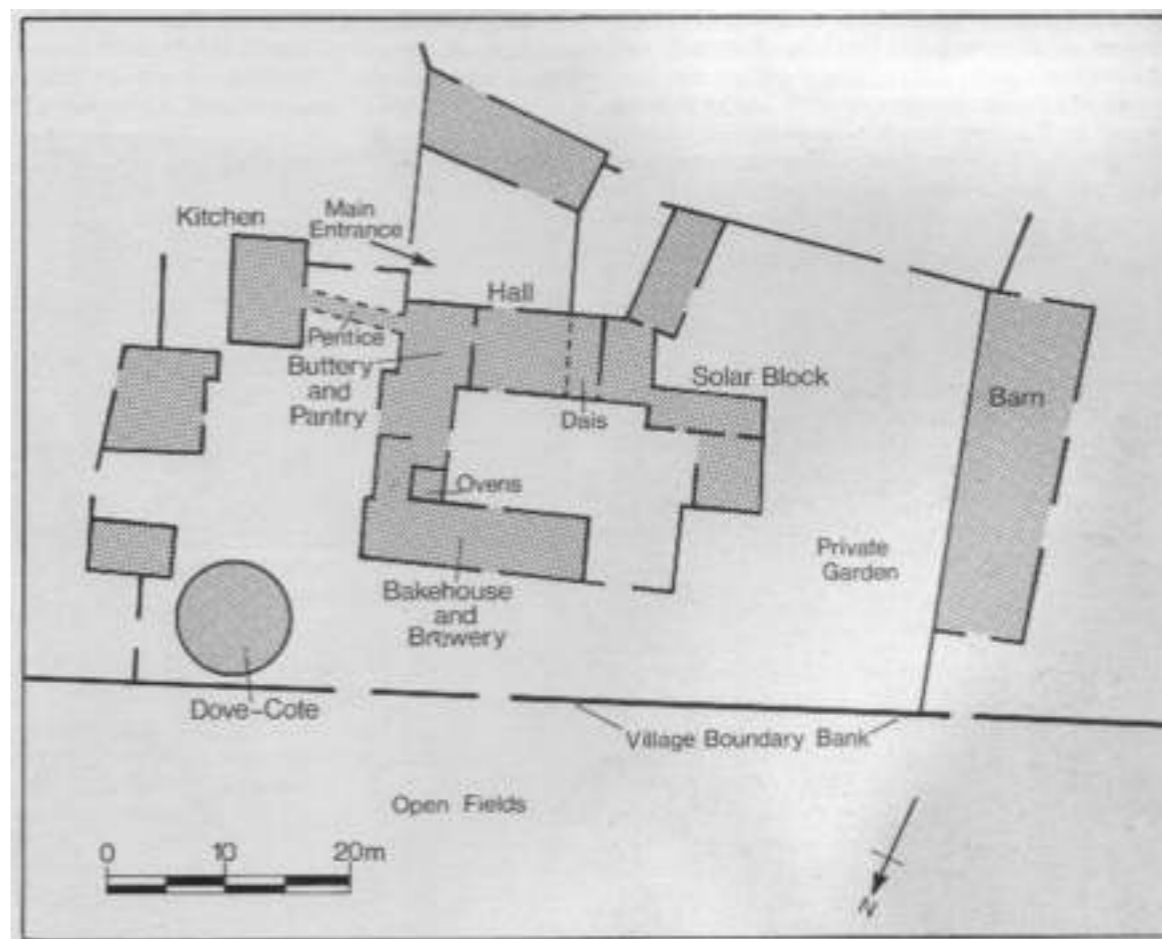 Kitchen
Main
Entrance
Hall
Pentice
Buttery
and
Pantry
Solar Block
Barn
Dais
Ovens
Private
Garden
Bakehouse
and
Brewery
Dove-Cote
Village Boundary Bank
Open Fields
0 10 20m
N